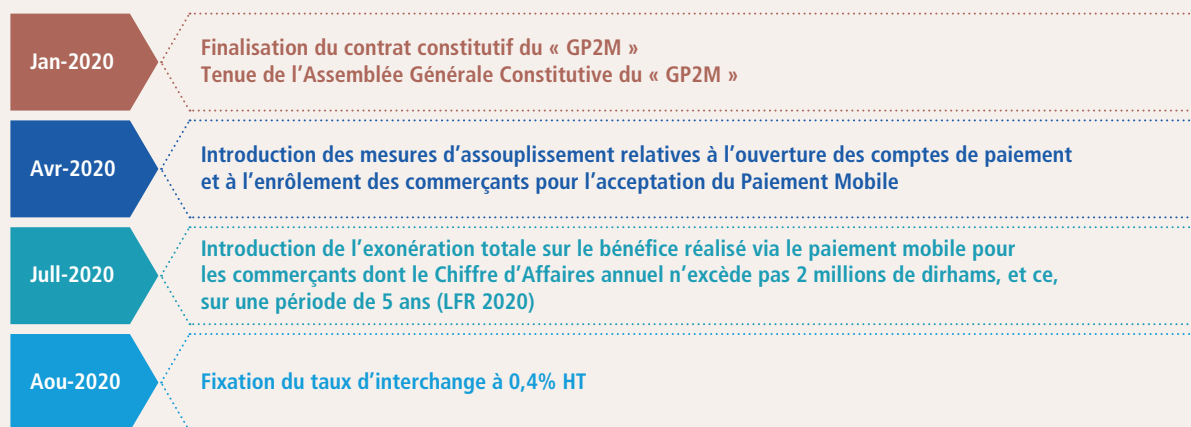 Jan-2020
Finalisation du contrat constitutif du « GP2M »
Tenue de l’Assemblée Générale Constitutive du « GP2M »
Avr-2020
Introduction des mesures d’assouplissement relatives à l’ouverture des comptes de paiement
et à l’enrôlement des commerçants pour l’acceptation du Paiement Mobile
Jull-2020
Introduction de l’exonération totale sur le bénéfice réalisé via le paiement mobile pour
les commerçants dont le Chiffre d’Affaires annuel n’excède pas 2 millions de dirhams, et ce,
sur une période de 5 ans (LFR 2020)
Aou-2020
Fixation du taux d’interchange à 0,4% HT